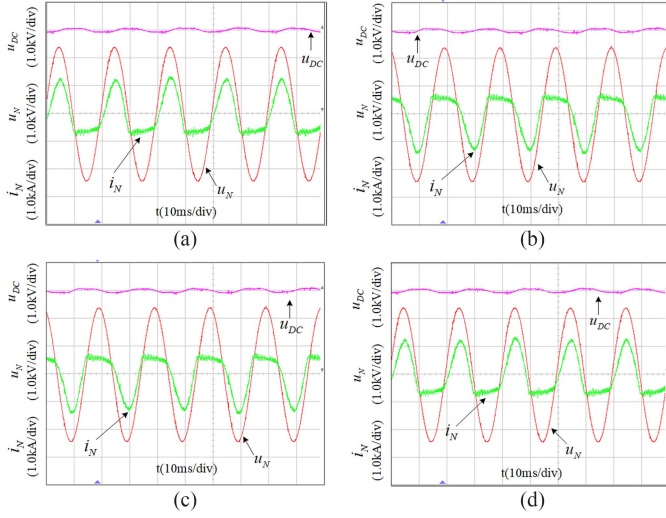 u_DC
(1.0kV/div)
u_N
(1.0kV/div)
i_N
(1.0kA/div)
u_DC
i_N
u_N
t(10ms/div)
(a)
u_DC
(1.0kV/div)
u_N
(1.0kV/div)
i_N
(1.0kA/div)
u_DC
i_N
u_N
t(10ms/div)
(b)
u_DC
(1.0kV/div)
u_N
(1.0kV/div)
i_N
(1.0kA/div)
u_DC
i_N
u_N
t(10ms/div)
(c)
u_DC
(1.0kV/div)
u_N
(1.0kV/div)
i_N
(1.0kA/div)
u_DC
i_N
u_N
t(10ms/div)
(d)